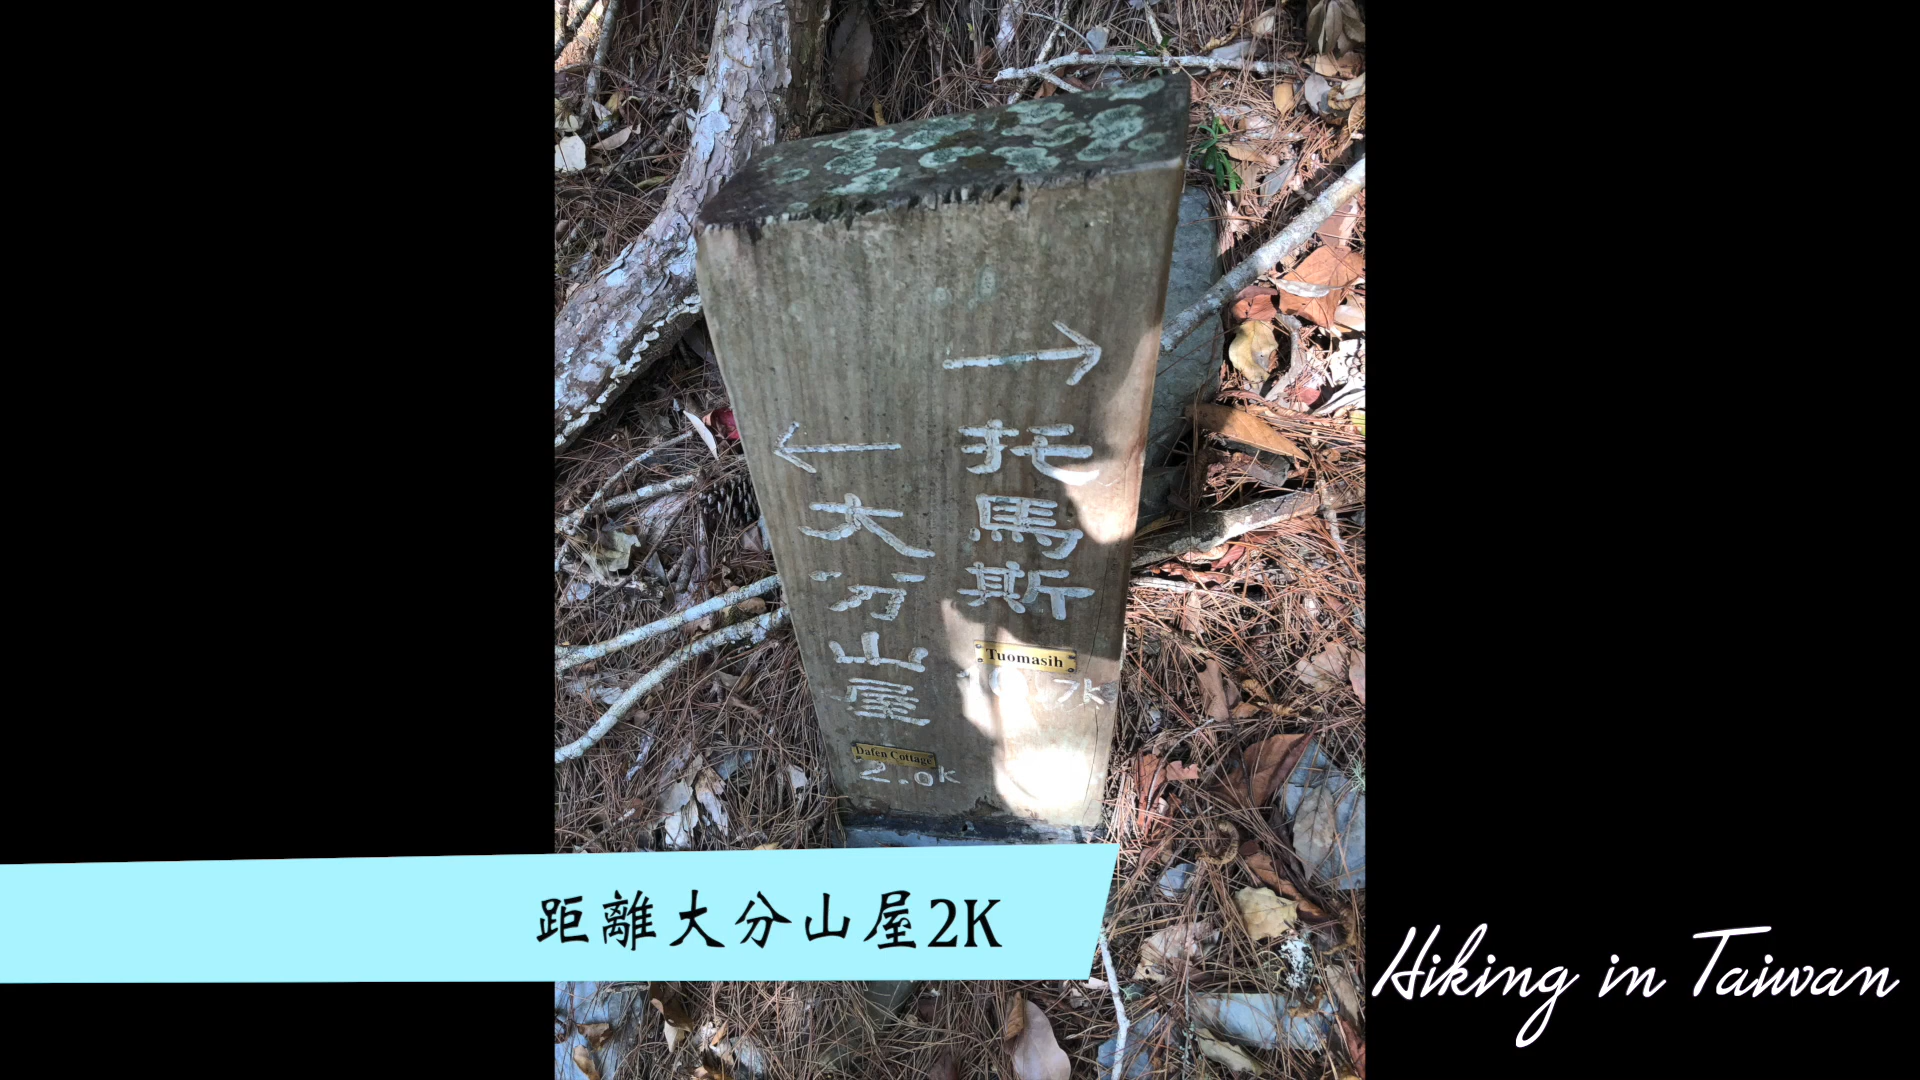 →
托馬斯
Tuomasih
7k
←
大分山屋
Dafen Cottage
2.0k
距離大分山屋2K
Hiking in Taiwan